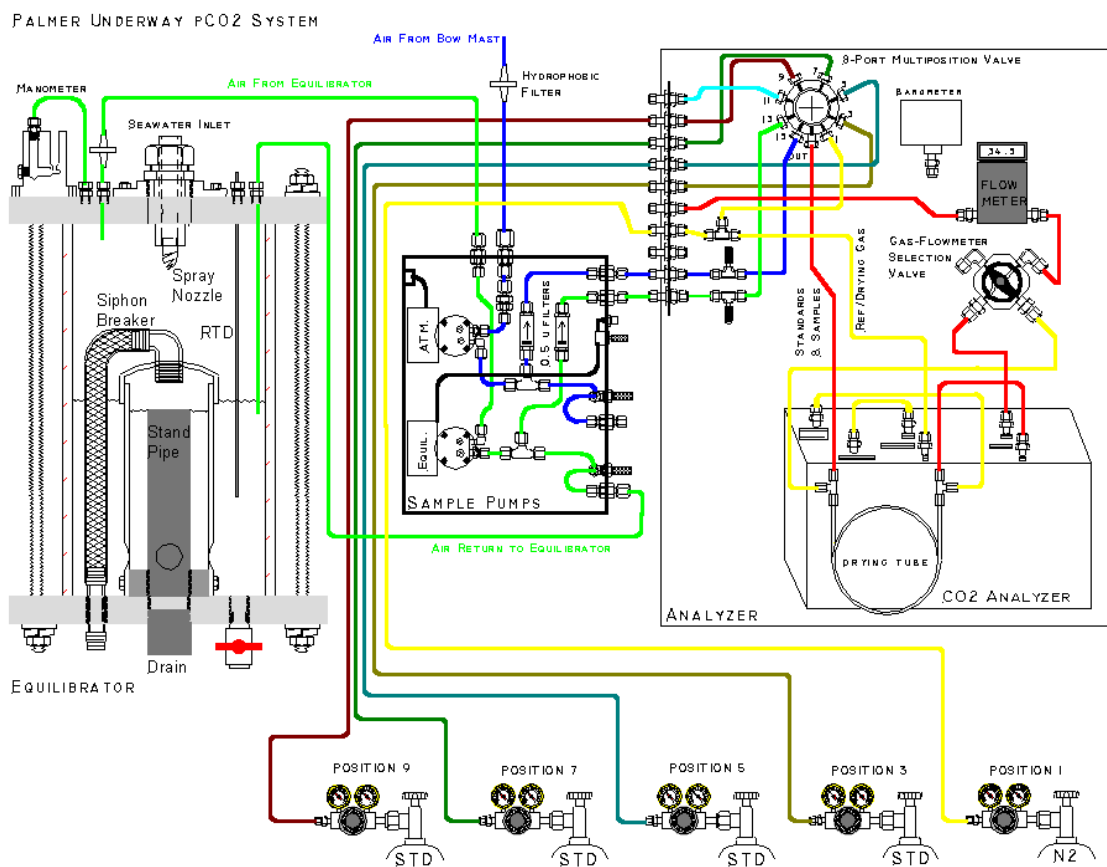 PALMER UNDERWAY PCO2 SYSTEM
AIR FROM BOW MAST
AIR FROM EQUILIBRATOR
HYDROPHOBIC
FILTER
MANOMETER
SEAWATER INLET
8-PORT MULTIPOSITION VALVE
BAROMETER
9
7
5
3
1
11
13
15
OUT
34.5
FLOW
METER
SPRAY
NOZZLE
SIPHON
BREAKER
RTD
GAS-FLOWMETER
SELECTION
VALVE
STANDARDS
& SAMPLES
REF/DRYING GAS
0.5 U FILTERS
ATM.
EQUIL.
Stand
Pipe
SAMPLE PUMPS
AIR RETURN TO EQUILIBRATOR
DRYING TUBE
CO2 ANALYZER
ANALYZER
Drain
EQUILIBRATOR
POSITION 9
POSITION 7
POSITION 5
POSITION 3
POSITION 1
STD
STD
STD
STD
N2